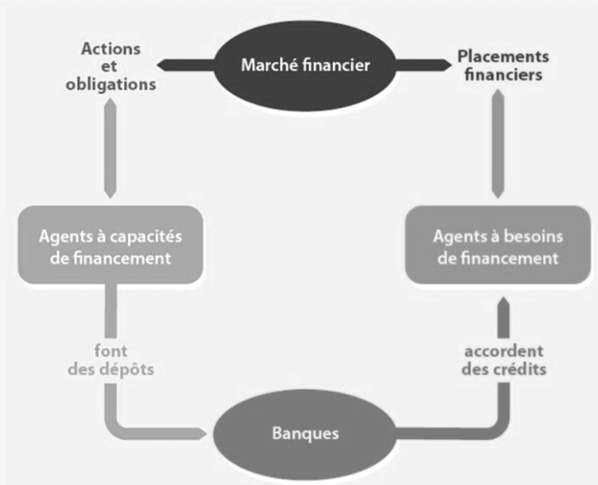 Actions
et
obligations
Marché financier
Placements
financiers
Agents à capacités
de financement
Agents à besoins
de financement
font
des dépôts
accordent
des crédits
Banques